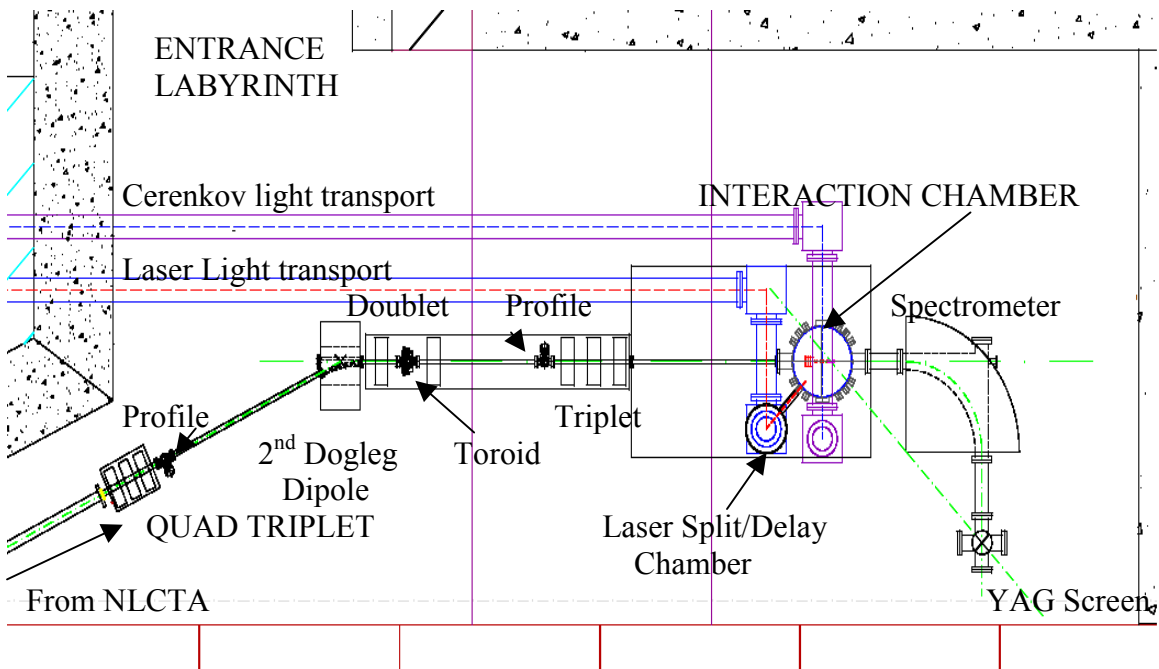 ENTRANCE
LABYRINTH
Cerenkov light transport
INTERACTION CHAMBER
Laser Light transport
Doublet
Profile
Spectrometer
Profile
Triplet
2nd Dogleg
Dipole
Toroid
QUAD TRIPLET
Laser Split/Delay
Chamber
From NLCTA
YAG Screen